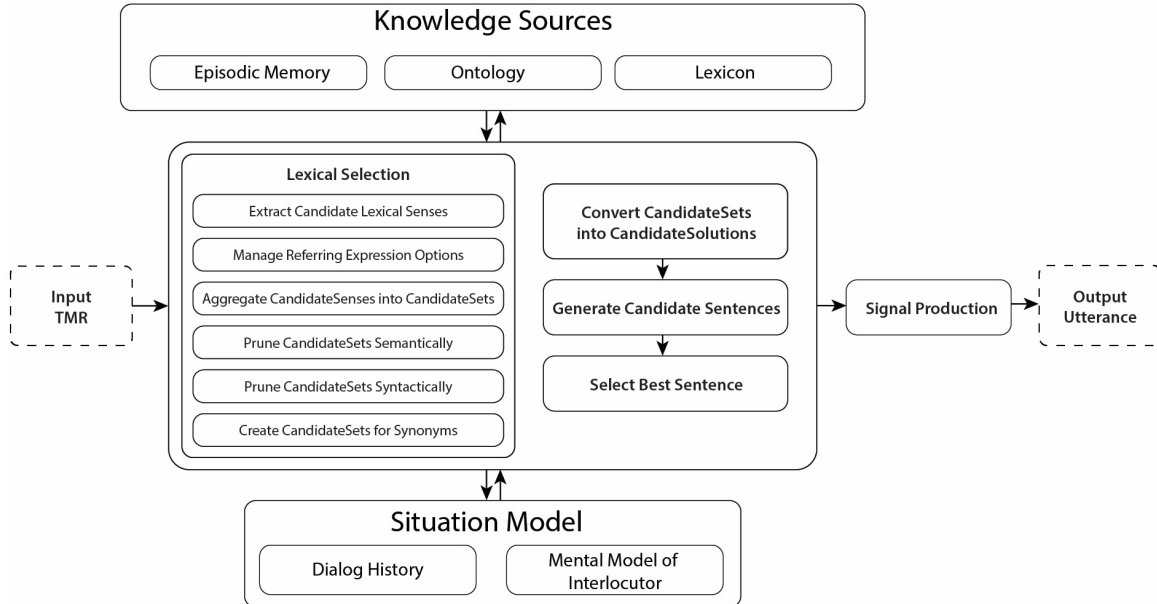 Knowledge Sources
Episodic Memory
Ontology
Lexicon
Input
TMR
Lexical Selection
Extract Candidate Lexical Senses
Manage Referring Expression Options
Aggregate CandidateSenses into CandidateSets
Prune CandidateSets Semantically
Prune CandidateSets Syntactically
Create CandidateSets for Synonyms
Convert CandidateSets
into CandidateSolutions
Generate Candidate Sentences
Select Best Sentence
Signal Production
Output
Utterance
Situation Model
Dialog History
Mental Model of
Interlocutor